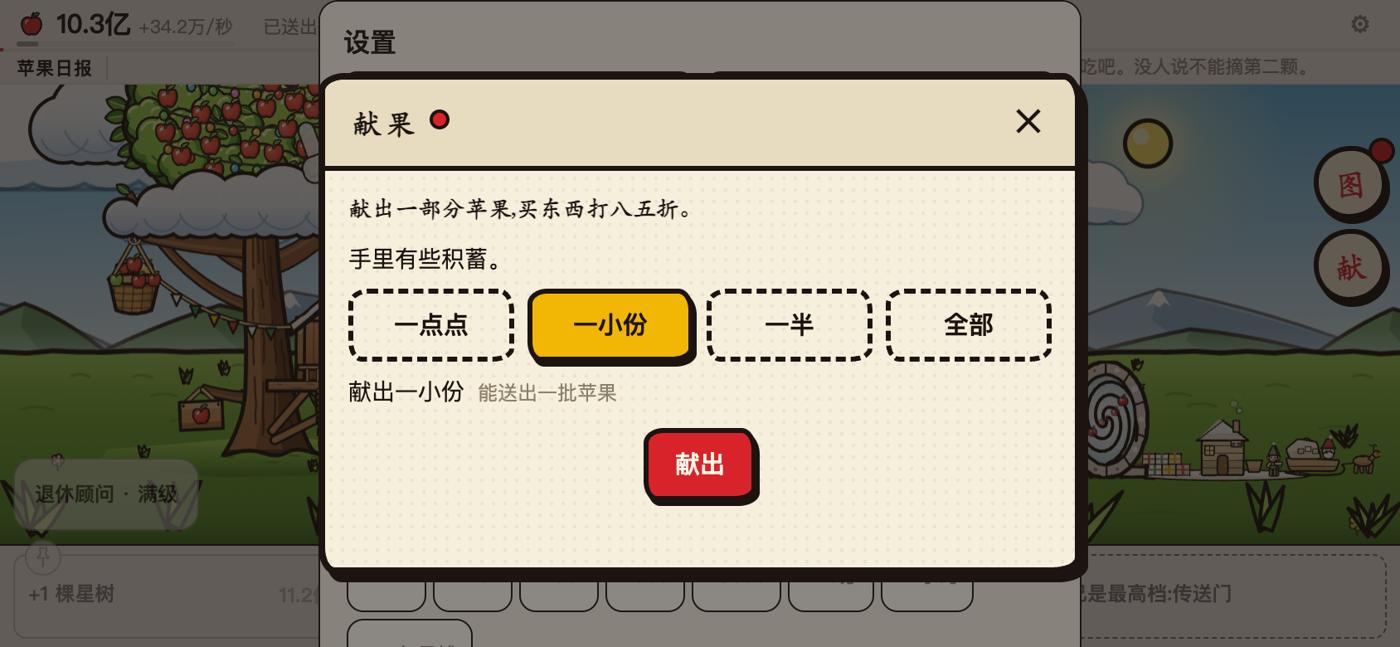 10.3亿 +34.2万/秒 已送出
设置
苹果日报
吃吧。没人说不能摘第二颗。
献果
献出一部分苹果,买东西打八五折。
图
手里有些积蓄。
献
一点点 一小份 一半 全部
献出一小份 能送出一批苹果
献出
退休顾问 · 满级
+1 棵星树 11.2
是最高档:传送门